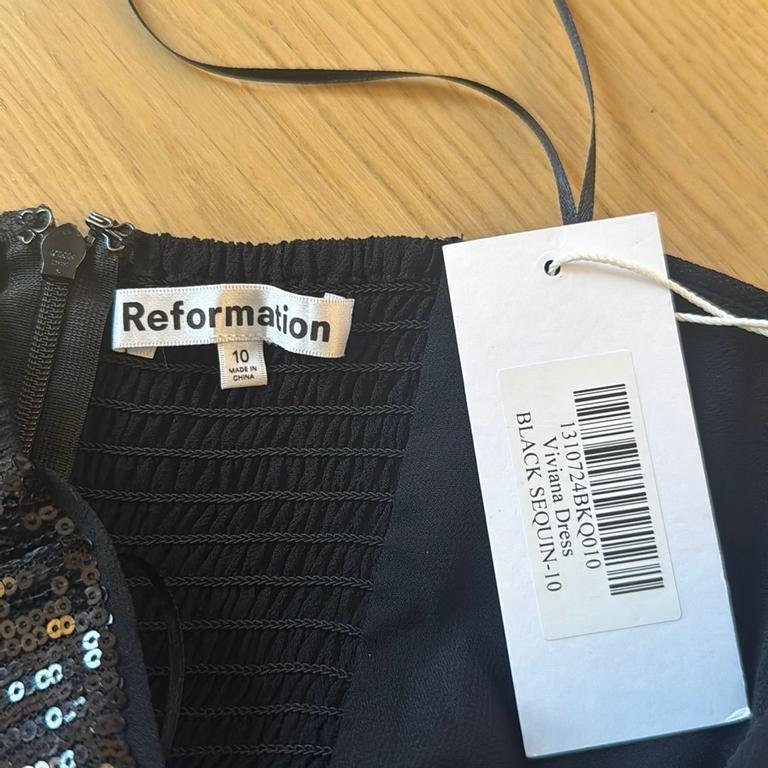 Reformation
10
MADE IN
CHINA
1310724BKQ010
Viviana Dress
BLACK SEQUIN-10